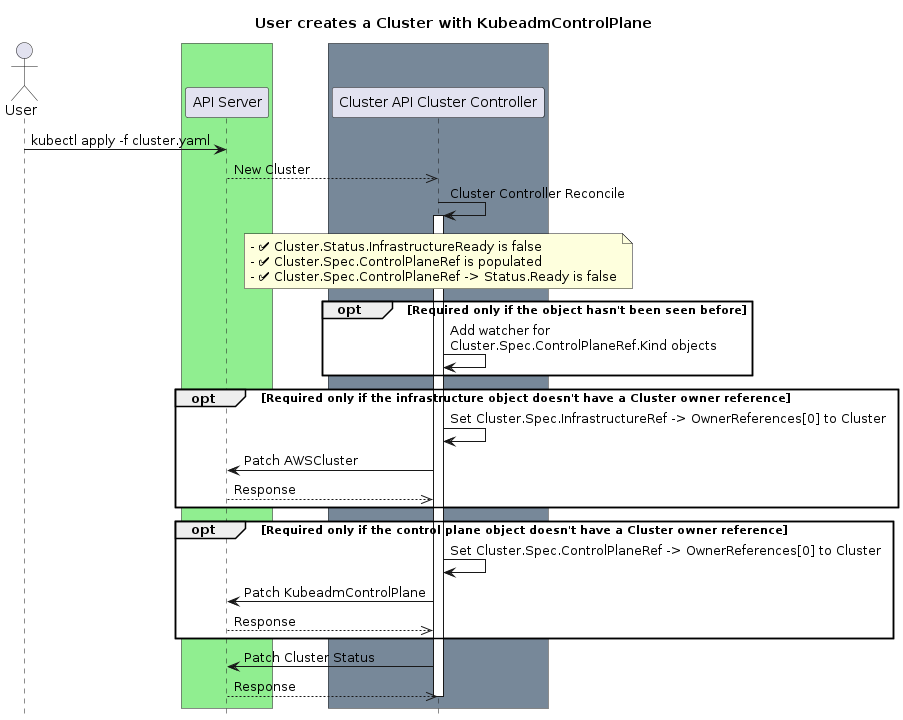 User creates a Cluster with KubeadmControlPlane
User
API Server
Cluster API Cluster Controller
kubectl apply -f cluster.yaml
New Cluster
Cluster Controller Reconcile
- ✔ Cluster.Status.InfrastructureReady is false
- ✔ Cluster.Spec.ControlPlaneRef is populated
- ✔ Cluster.Spec.ControlPlaneRef -> Status.Ready is false
opt [Required only if the object hasn't been seen before]
Add watcher for
Cluster.Spec.ControlPlaneRef.Kind objects
opt [Required only if the infrastructure object doesn't have a Cluster owner reference]
Set Cluster.Spec.InfrastructureRef -> OwnerReferences[0] to Cluster
Patch AWSCluster
Response
opt [Required only if the control plane object doesn't have a Cluster owner reference]
Set Cluster.Spec.ControlPlaneRef -> OwnerReferences[0] to Cluster
Patch KubeadmControlPlane
Response
Patch Cluster Status
Response